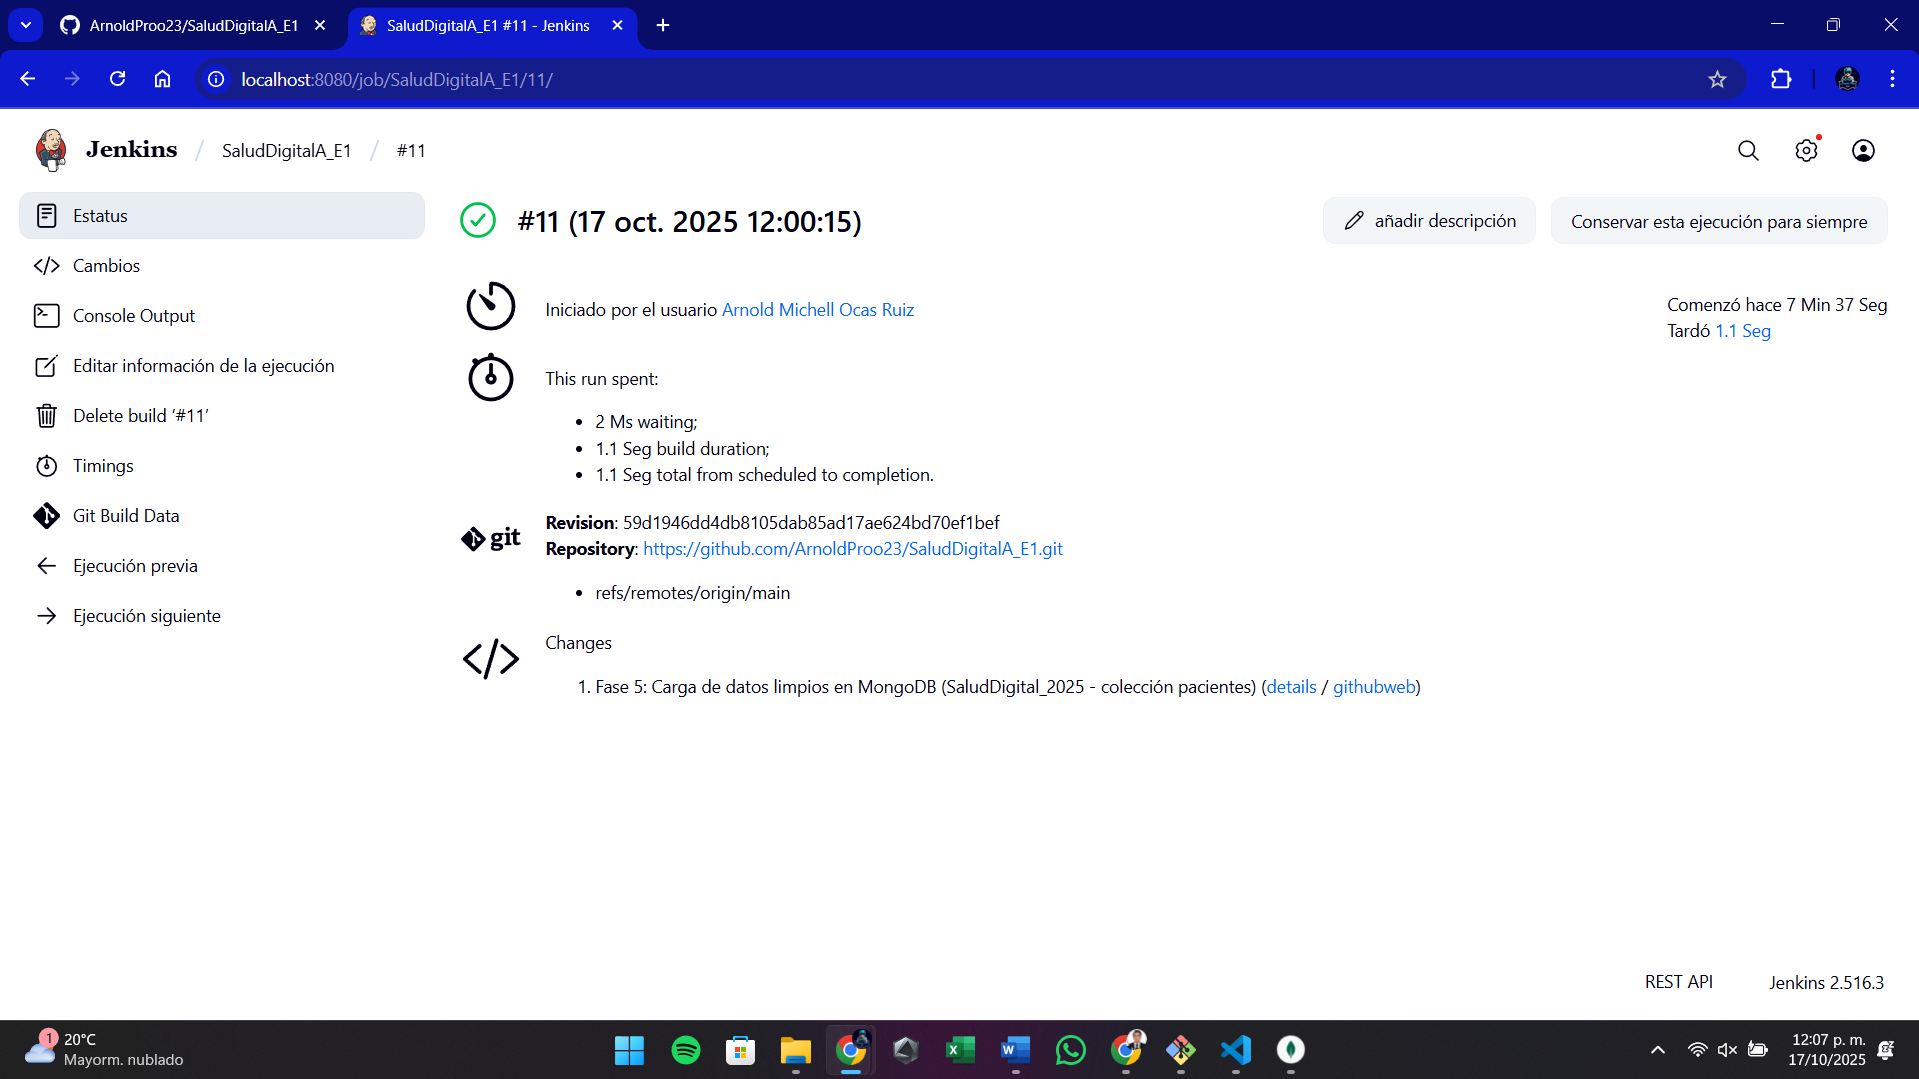 ArnoldProo23/SaludDigitalA_E1
SaludDigitalA_E1 #11 - Jenkins
localhost:8080/job/SaludDigitalA_E1/11/
Jenkins / SaludDigitalA_E1 / #11
Estatus
Cambios
Console Output
Editar información de la ejecución
Delete build ‘#11’
Timings
Git Build Data
Ejecución previa
Ejecución siguiente
#11 (17 oct. 2025 12:00:15)
añadir descripción
Conservar esta ejecución para siempre
Iniciado por el usuario Arnold Michell Ocas Ruiz
Comenzó hace 7 Min 37 Seg
Tardó 1.1 Seg
This run spent:
• 2 Ms waiting;
• 1.1 Seg build duration;
• 1.1 Seg total from scheduled to completion.
git
Revision: 59d1946dd4db8105dab85ad17ae624bd70ef1bef
Repository: https://github.com/ArnoldProo23/SaludDigitalA_E1.git
• refs/remotes/origin/main
Changes
1. Fase 5: Carga de datos limpios en MongoDB (SaludDigital_2025 - colección pacientes) (details / githubweb)
REST API
Jenkins 2.516.3
1
20°C
Mayorm. nublado
12:07 p. m.
17/10/2025